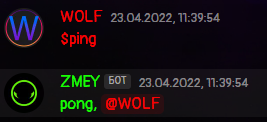 WOLF 23.04.2022, 11:39:54
$ping
ZMEY БОТ 23.04.2022, 11:39:54
pong, @WOLF